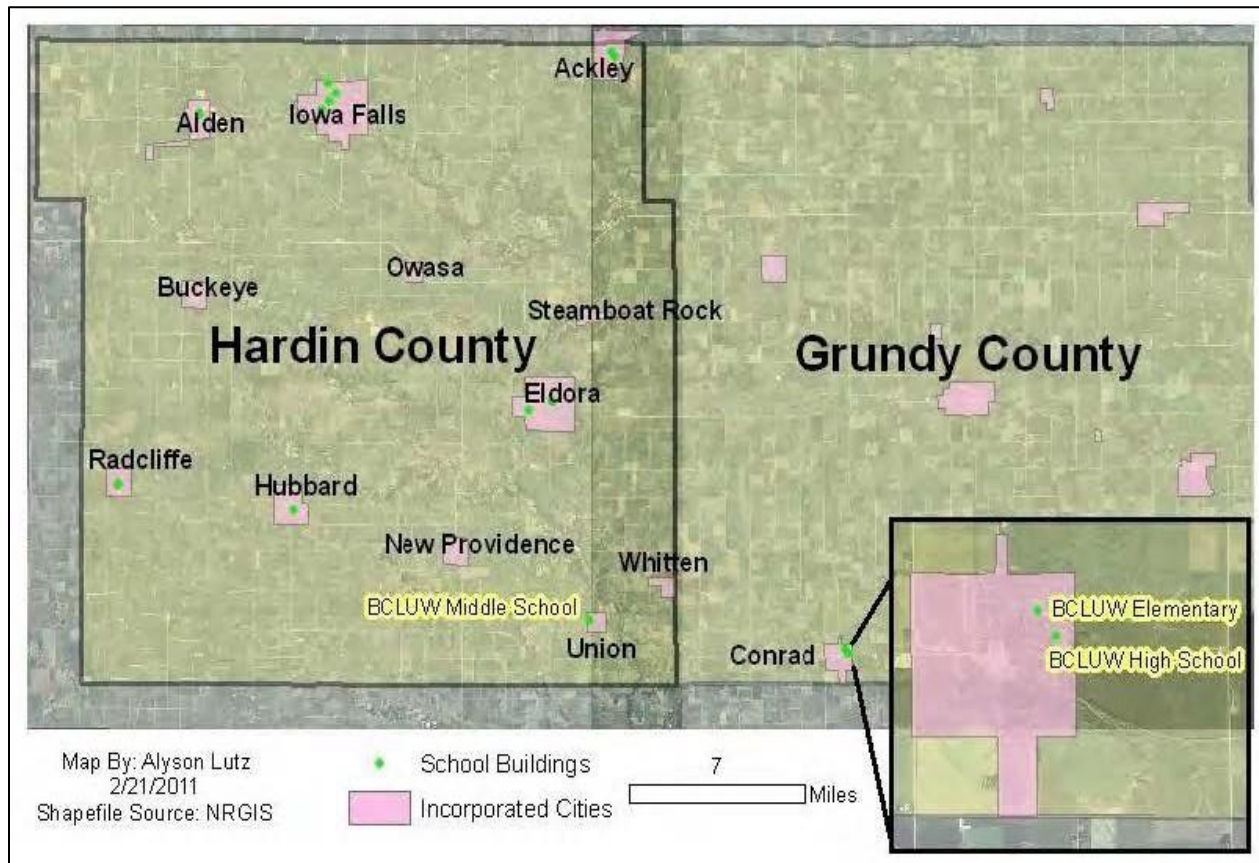 Ackley
Alden
Iowa Falls
Owasa
Buckeye
Steamboat Rock
Hardin County
Grundy County
Eldora
Radcliffe
Hubbard
New Providence
Whitten
BCLUW Middle School
Union
Conrad
BCLUW Elementary
BCLUW High School
Map By: Alyson Lutz
2/21/2011
Shapefile Source: NRGIS
School Buildings
Incorporated Cities
7
Miles